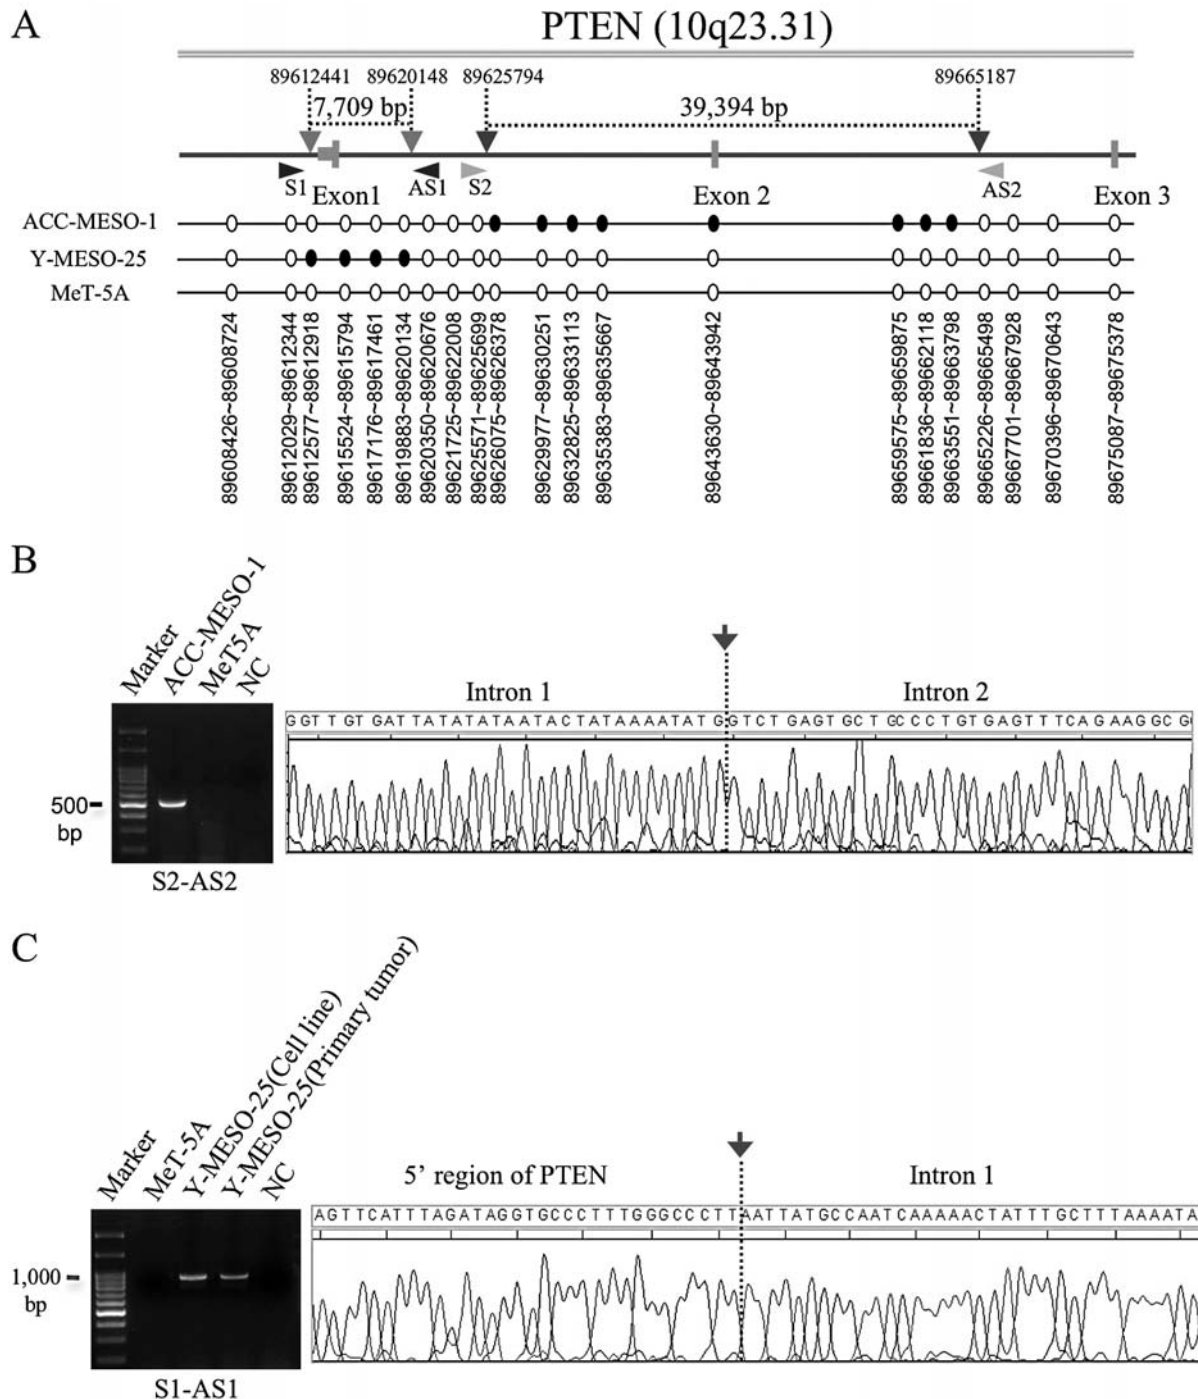 A
PTEN (10q23.31)
89612441 89620148 89625794 89665187
7,709 bp 39,394 bp
S1 AS1 S2 AS2
Exon1 Exon 2 Exon 3
ACC-MESO-1
Y-MESO-25
MeT-5A
89608426~89608724
89612029~89612344
89612577~89612918
89615524~89615794
89617176~89617461
89619883~89620134
89620350~89620676
89621725~89622008
89625571~89625699
89626075~89626378
89629977~89630251
89632825~89633113
89635383~89635667
89643630~89643942
89659575~89659875
89661836~89662118
89663551~89663798
89665226~89665498
89667701~89667928
89670396~89670643
89675087~89675378
B
Marker
ACC-MESO-1
MeT5A
NC
500
bp
S2-AS2
Intron 1 Intron 2
GGTTGTGATTATATATAATACTATAAAATATGGTCTGAGTGCTGCCCTGTGAGTTTCAGAAGGCG
C
Marker
MeT-5A
Y-MESO-25(Cell line)
Y-MESO-25(Primary tumor)
NC
1,000
bp
S1-AS1
5’ region of PTEN Intron 1
AGTTCATTTAGATAGGTGCCCTTTGGGCCCTTAATTATGCCAATCAAAAACTATTTGCTTTAAAATA